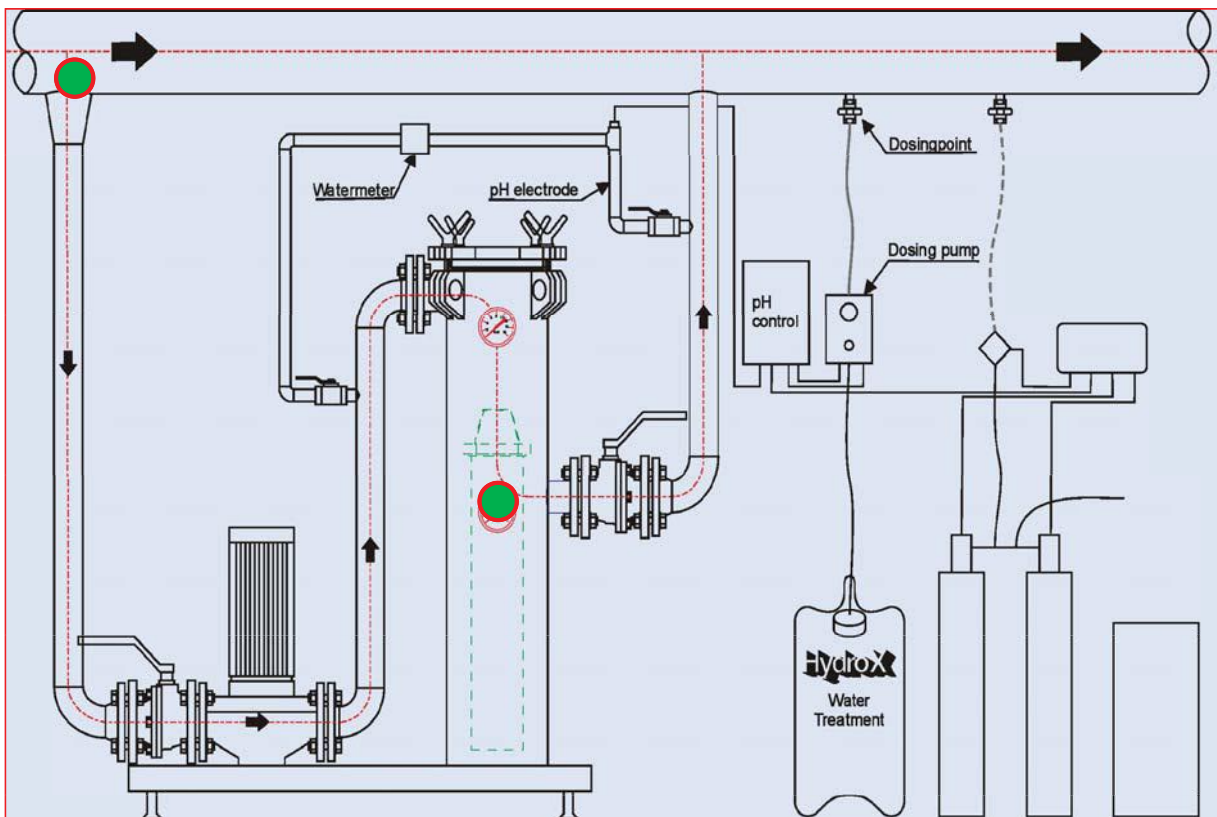 Dosingpoint
Watermeter
pH electrode
Dosing pump
pH
control
HydroX
Water
Treatment